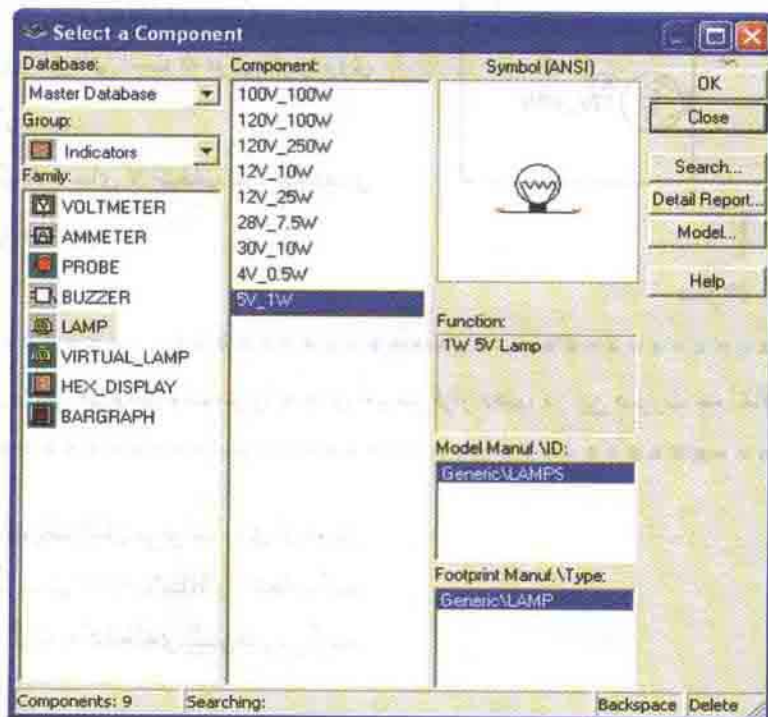 Select a Component
Database:
Master Database
Group:
Indicators
Family:
VOLTMETER
AMMETER
PROBE
BUZZER
LAMP
VIRTUAL_LAMP
HEX_DISPLAY
BARGRAPH
Component:
100V_100W
120V_100W
120V_250W
12V_10W
12V_25W
28V_7.5W
30V_10W
4V_0.5W
5V_1W
Symbol (ANSI)
Function:
1W 5V Lamp
Model Manuf.\ID:
Generic\LAMPS
Footprint Manuf.\Type:
Generic\LAMP
OK
Close
Search...
Detail Report...
Model...
Help
Components: 9
Searching:
Backspace
Delete